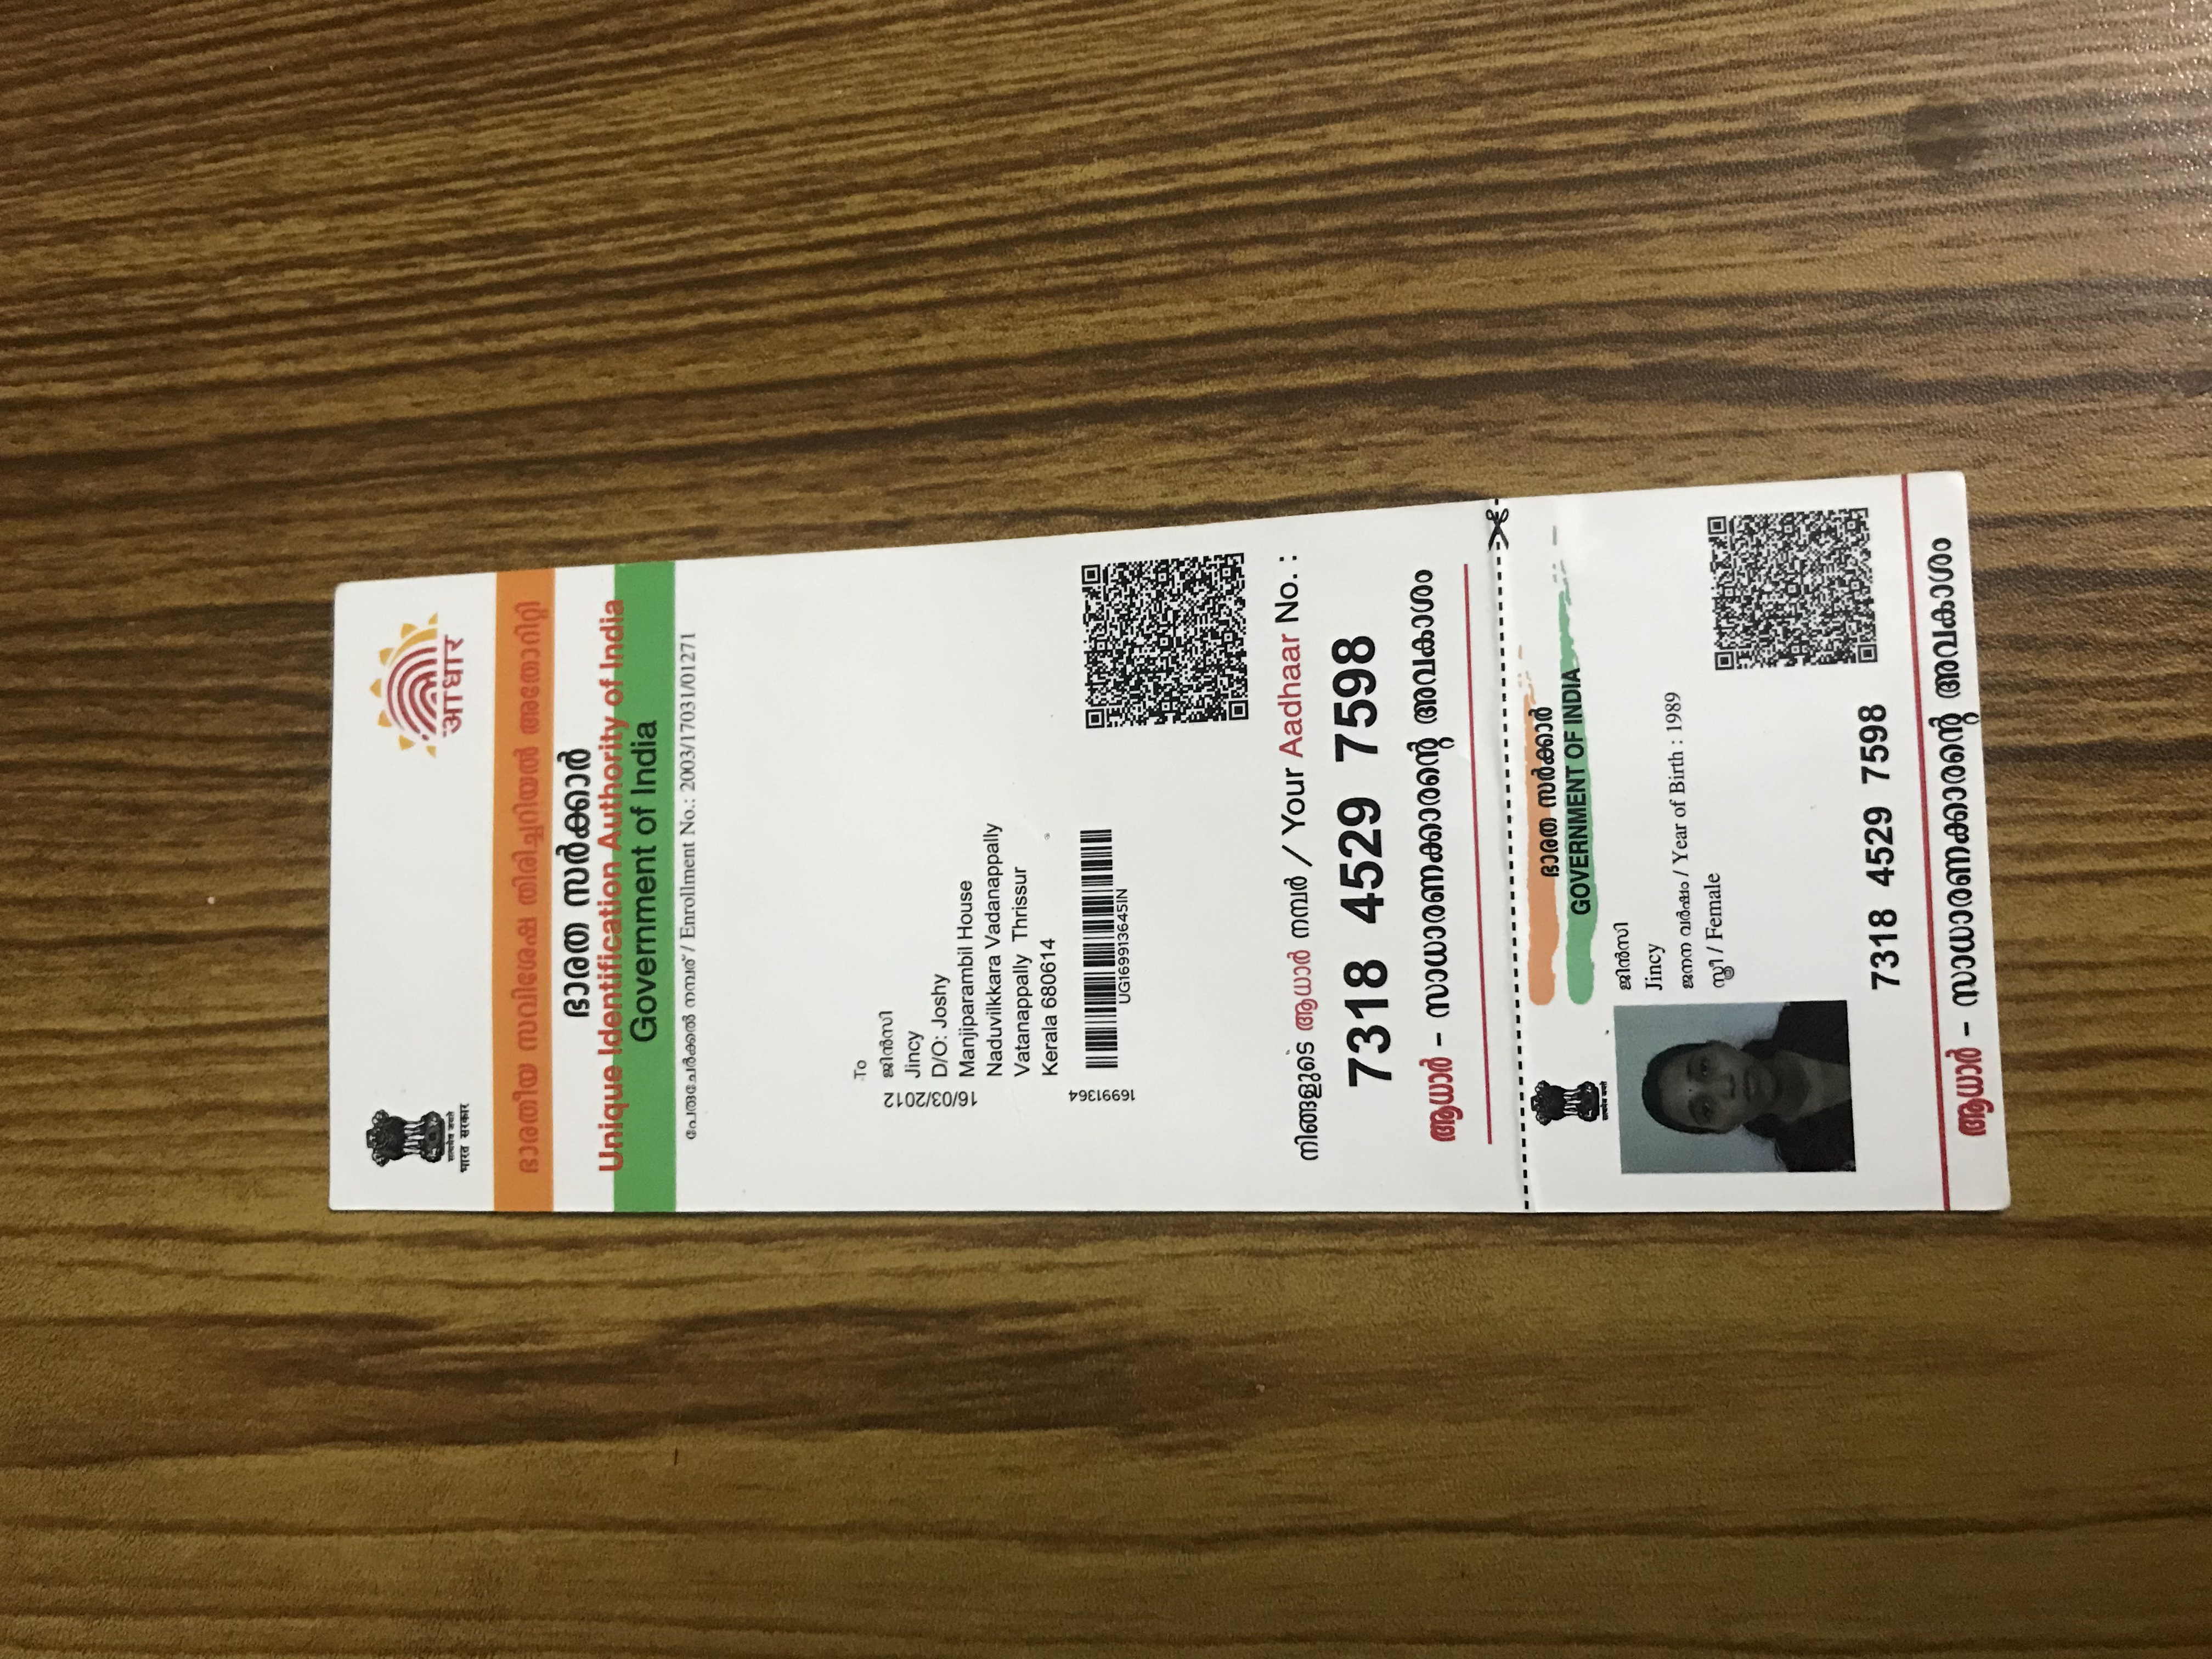 सत्यमेव जयते
भारत सरकार
आधार
ഭാരതീയ സവിശേഷ തിരിച്ചറിയൽ അതോറിറ്റി
ഭാരത സർക്കാർ
Unique Identification Authority of India
Government of India
പേരുചേർക്കൽ നമ്പര് / Enrollment No.: 2003/17031/01271
To
ജിൻസി
Jincy
D/O: Joshy
Manjiparambil House
Naduvilkkara Vadanappally
Vatanappally Thrissur
Kerala 680614
16/03/2012
16991364
UG169913645IN
നിങ്ങളുടെ ആധാർ നമ്പർ / Your Aadhaar No. :
7318 4529 7598
ആധാർ - സാധാരണക്കാരന്റെ അവകാശം
ഭാരത സർക്കാർ
GOVERNMENT OF INDIA
सत्यमेव जयते
ജിൻസി
Jincy
ജനന വർഷം / Year of Birth : 1989
സ്ത്രീ / Female
7318 4529 7598
ആധാർ - സാധാരണക്കാരന്റെ അവകാശം